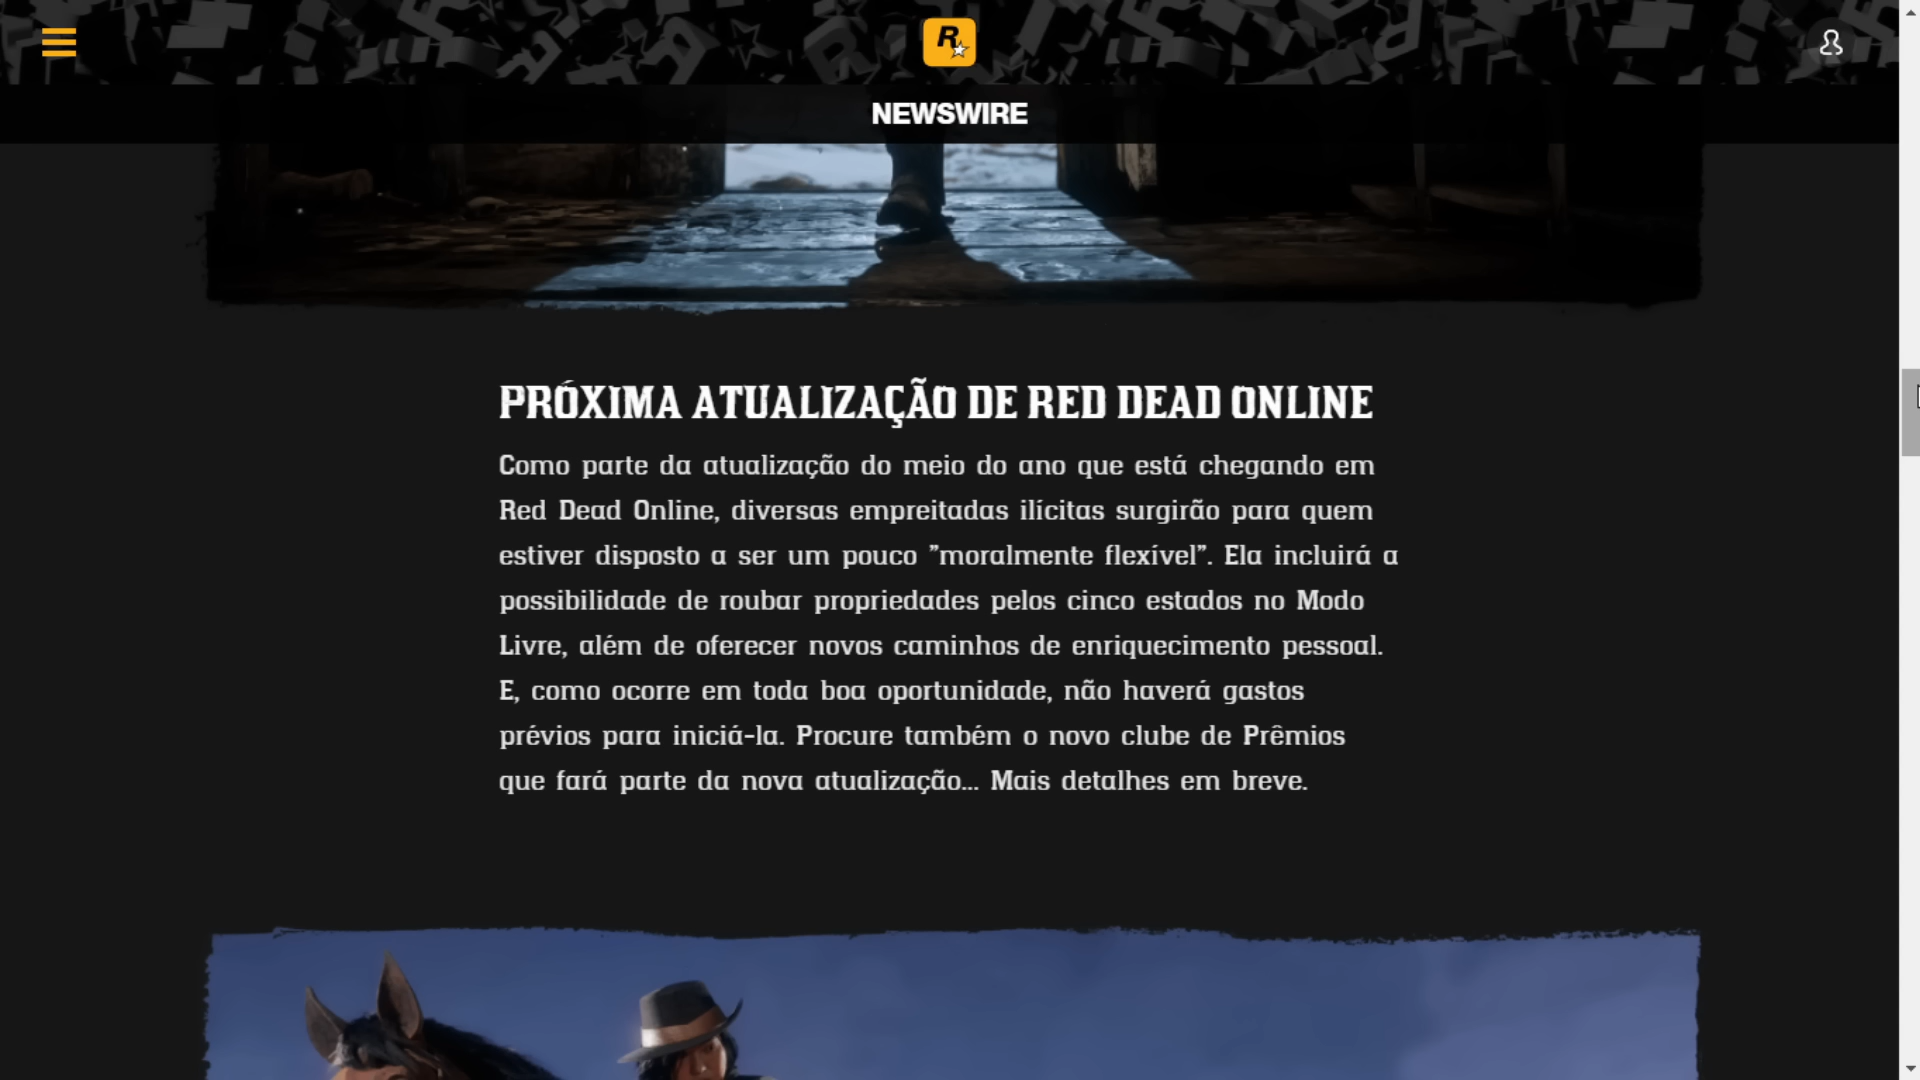 R
NEWSWIRE
PRÓXIMA ATUALIZAÇÃO DE RED DEAD ONLINE
Como parte da atualização do meio do ano que está chegando em
Red Dead Online, diversas empreitadas ilícitas surgirão para quem
estiver disposto a ser um pouco ”moralmente flexível”. Ela incluirá a
possibilidade de roubar propriedades pelos cinco estados no Modo
Livre, além de oferecer novos caminhos de enriquecimento pessoal.
E, como ocorre em toda boa oportunidade, não haverá gastos
prévios para iniciá-la. Procure também o novo clube de Prêmios
que fará parte da nova atualização... Mais detalhes em breve.